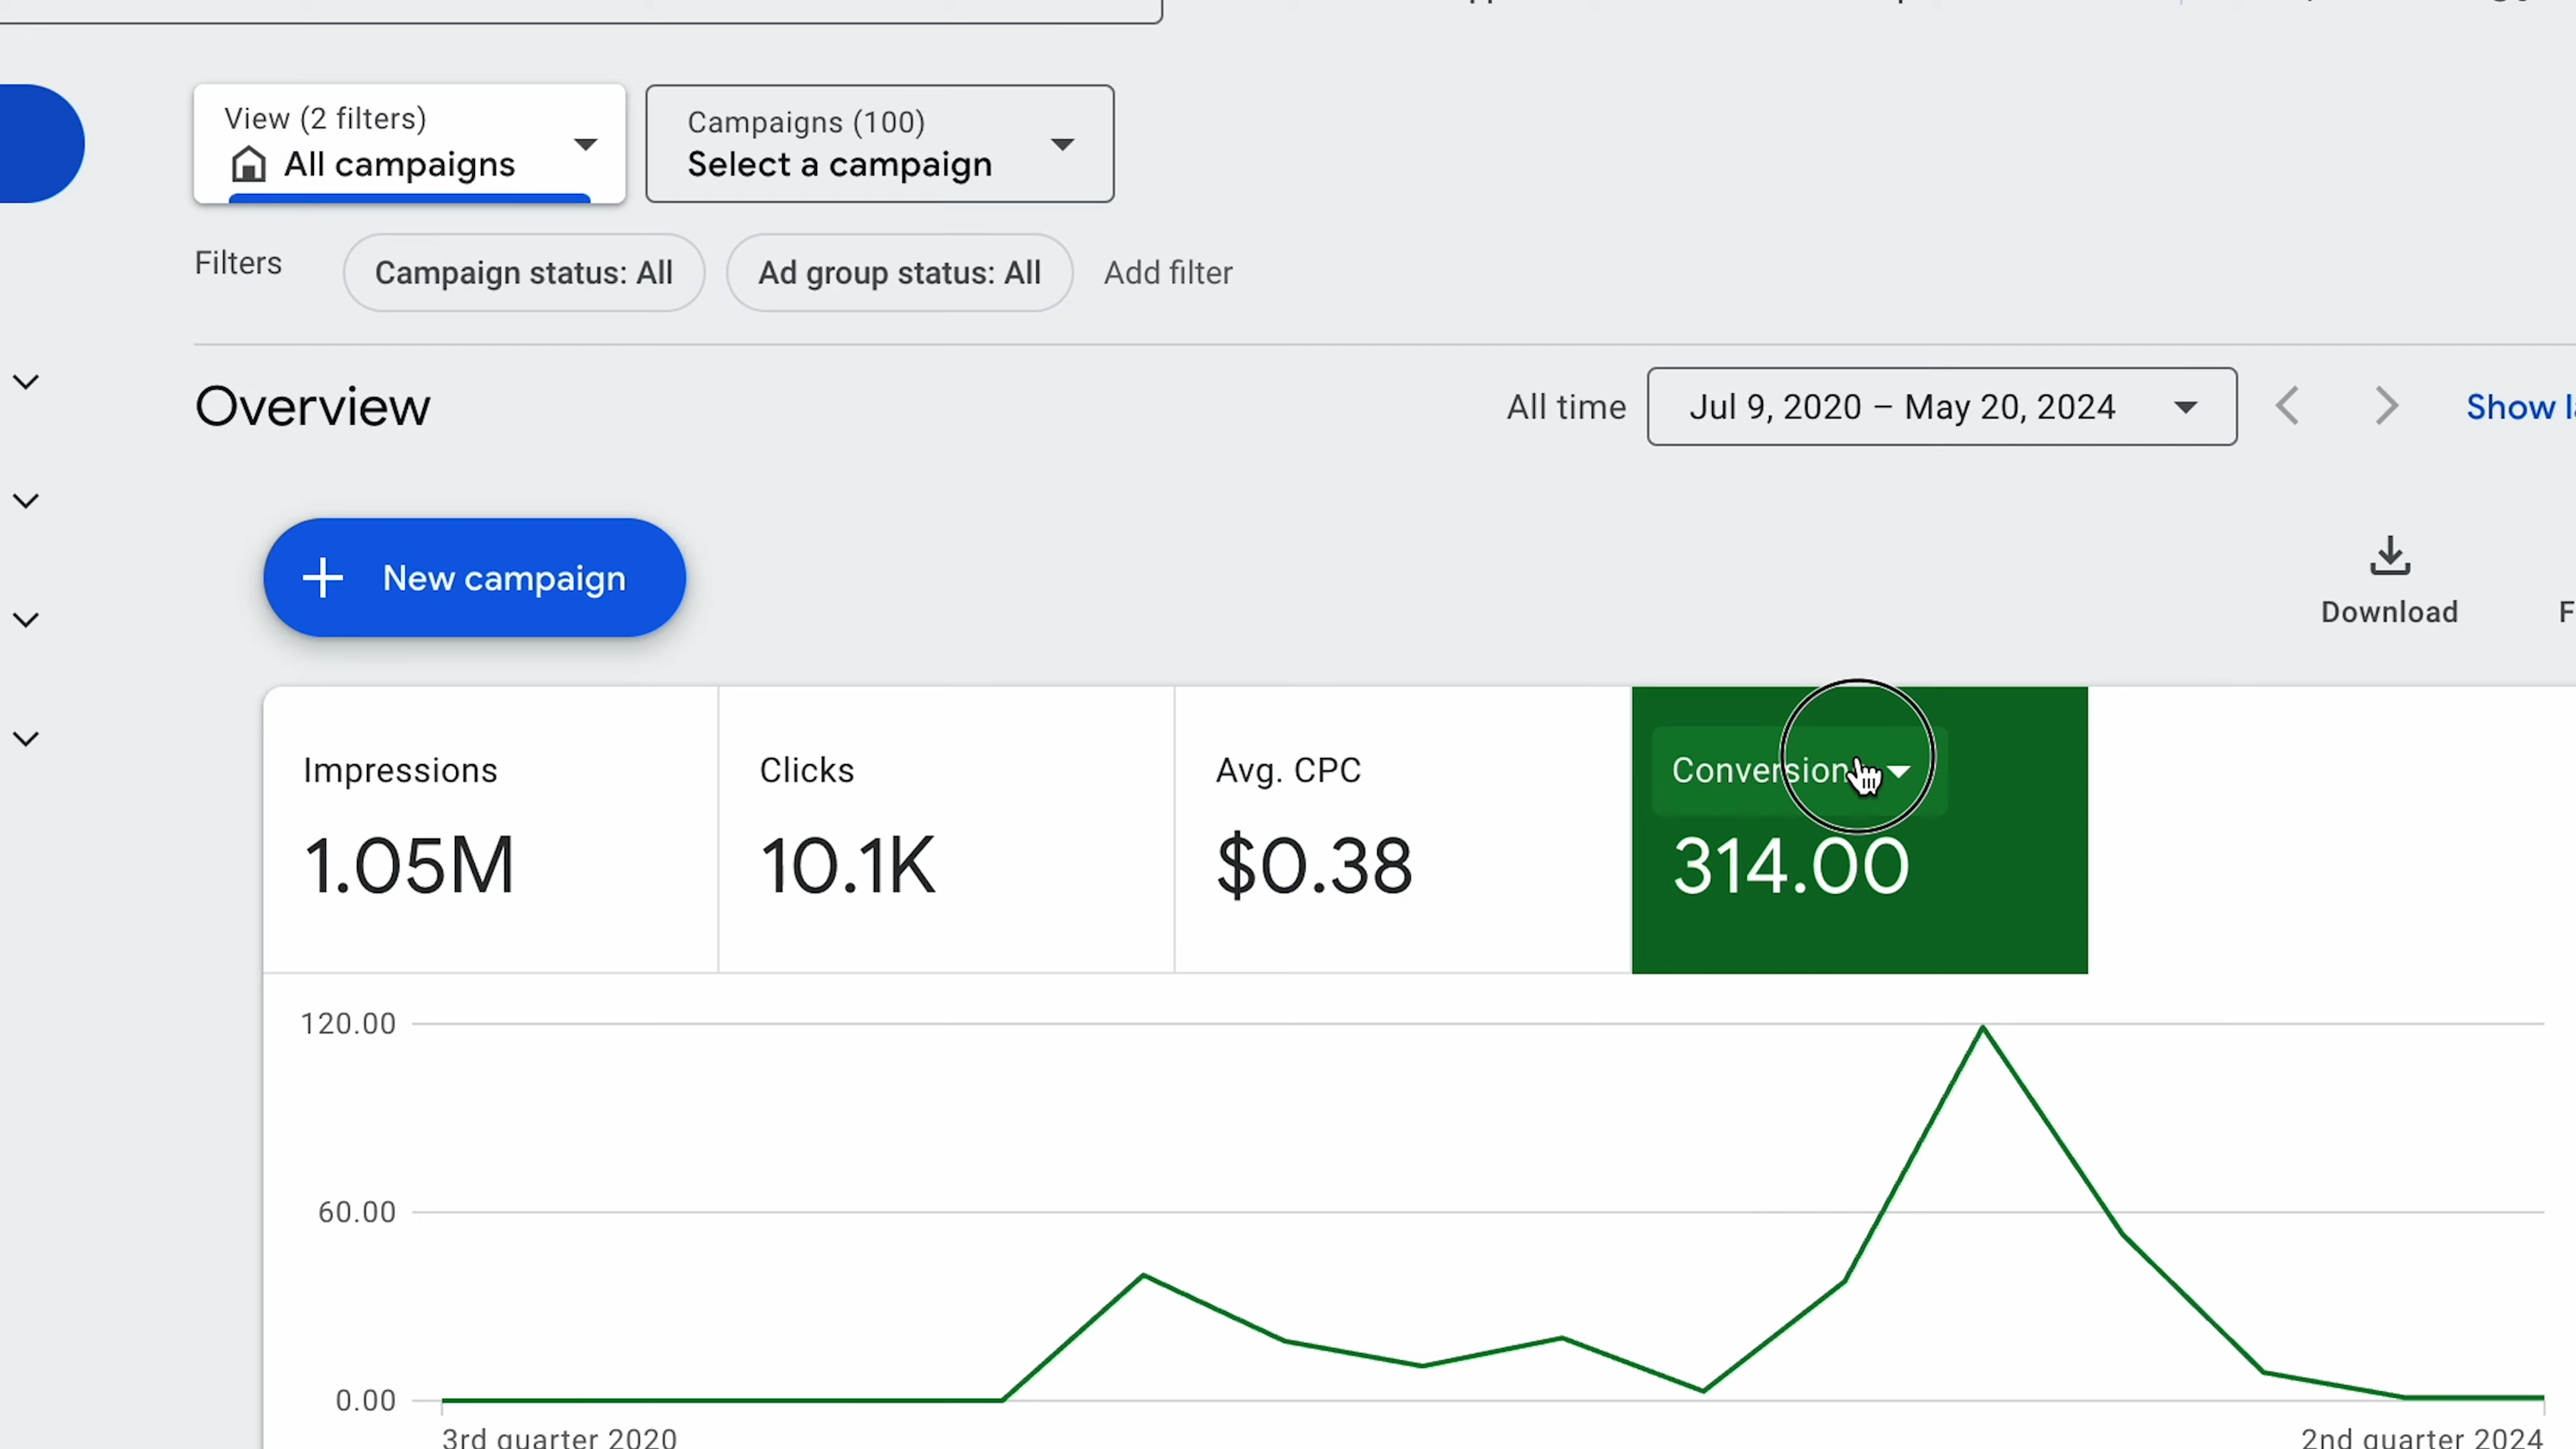 View (2 filters)
All campaigns
Campaigns (100)
Select a campaign
Filters
Campaign status: All
Ad group status: All
Add filter
Overview
All time
Jul 9, 2020 – May 20, 2024
Show
New campaign
Download
Impressions
1.05M
Clicks
10.1K
Avg. CPC
$0.38
Conversion
314.00
120.00
60.00
0.00
3rd quarter 2020
2nd quarter 2024